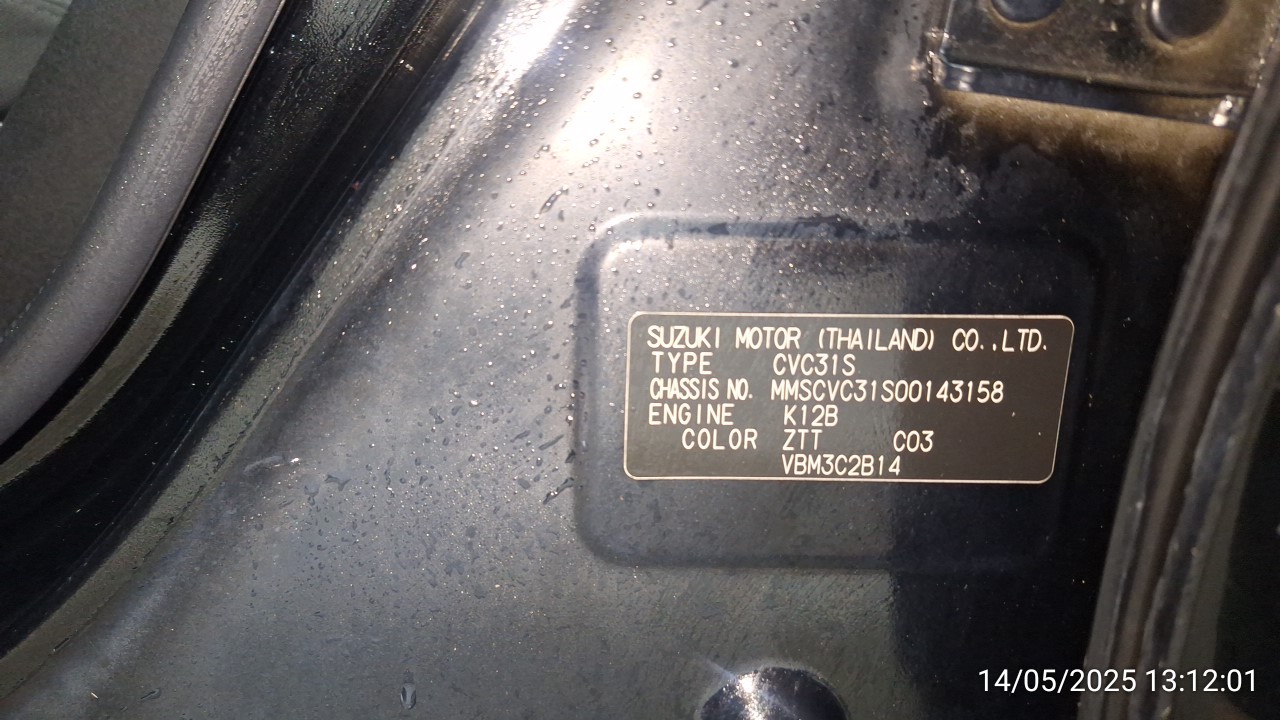 SUZUKI MOTOR (THAILAND) CO.,LTD.
TYPE CVC31S
CHASSIS NO. MMSCVC31S00143158
ENGINE K12B
COLOR ZTT C03
VBM3C2B14
14/05/2025 13:12:01